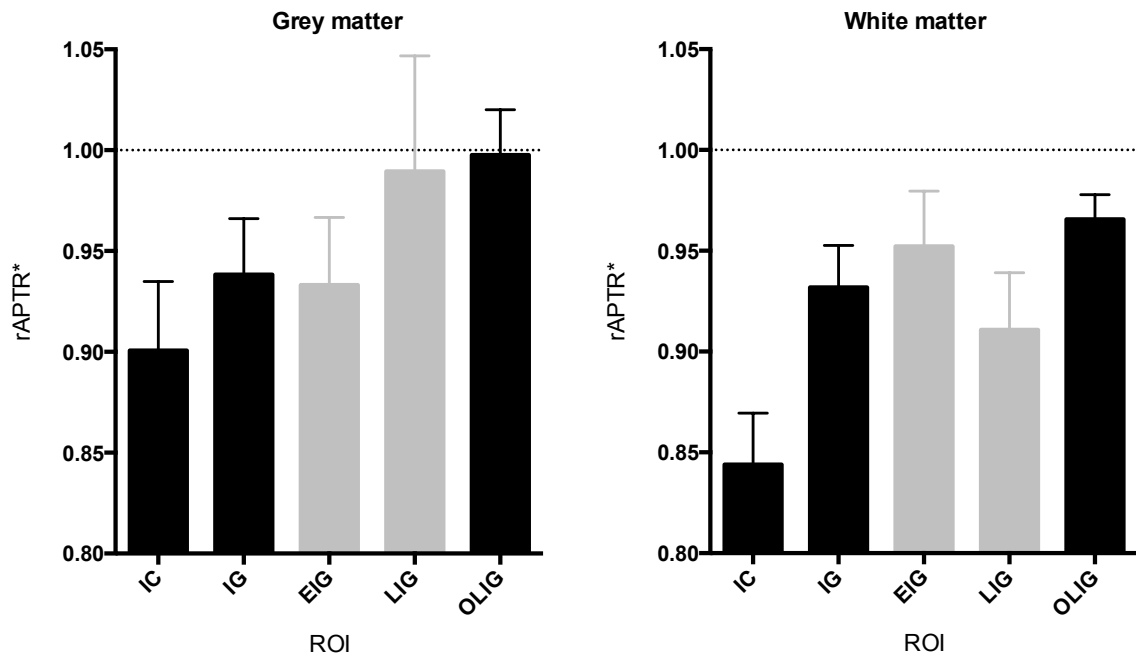 Grey matter
1.05
1.00
0.95
0.90
0.85
0.80
rAPTR*
IC
IG
EIG
LIG
OLIG
ROI
White matter
1.05
1.00
0.95
0.90
0.85
0.80
rAPTR*
IC
IG
EIG
LIG
OLIG
ROI